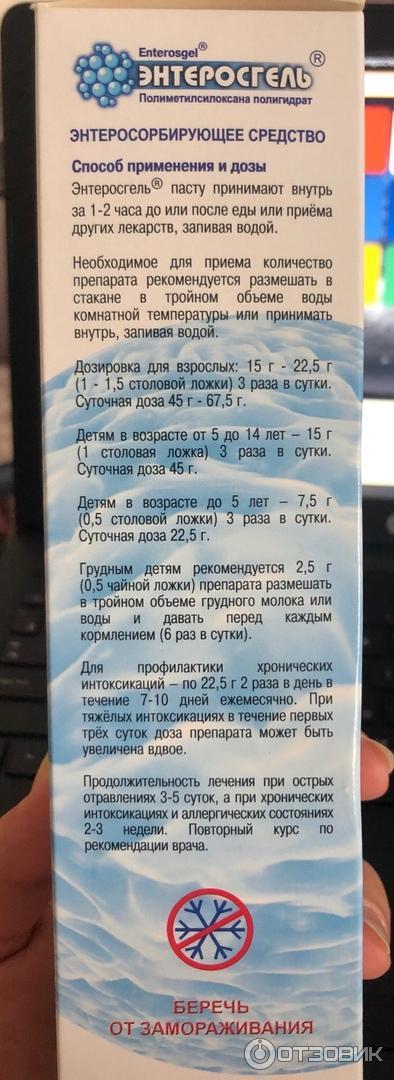 Enterosgel®
ЭНТЕРОСГЕЛЬ®
Полиметилсилоксана полигидрат
ЭНТЕРОСОРБИРУЮЩЕЕ СРЕДСТВО
Способ применения и дозы
Энтеросгель® пасту принимают внутрь
за 1-2 часа до или после еды или приёма
других лекарств, запивая водой.
Необходимое для приема количество
препарата рекомендуется размешать в
стакане в тройном объеме воды
комнатной температуры или принимать
внутрь, запивая водой.
Дозировка для взрослых: 15 г - 22,5 г
(1 - 1,5 столовой ложки) 3 раза в сутки.
Суточная доза 45 г - 67,5 г.
Детям в возрасте от 5 до 14 лет – 15 г
(1 столовая ложка) 3 раза в сутки.
Суточная доза 45 г.
Детям в возрасте до 5 лет – 7,5 г
(0,5 столовой ложки) 3 раза в сутки.
Суточная доза 22,5 г.
Грудным детям рекомендуется 2,5 г
(0,5 чайной ложки) препарата размешать
в тройном объеме грудного молока или
воды и давать перед каждым
кормлением (6 раз в сутки).
Для профилактики хронических
интоксикаций – по 22,5 г 2 раза в день в
течение 7-10 дней ежемесячно. При
тяжёлых интоксикациях в течение первых
трёх суток доза препарата может быть
увеличена вдвое.
Продолжительность лечения при острых
отравлениях 3-5 суток, а при хронических
интоксикациях и аллергических состояниях
2-3 недели. Повторный курс по
рекомендации врача.
БЕРЕЧЬ
ОТ ЗАМОРАЖИВАНИЯ
ОТЗОВИК